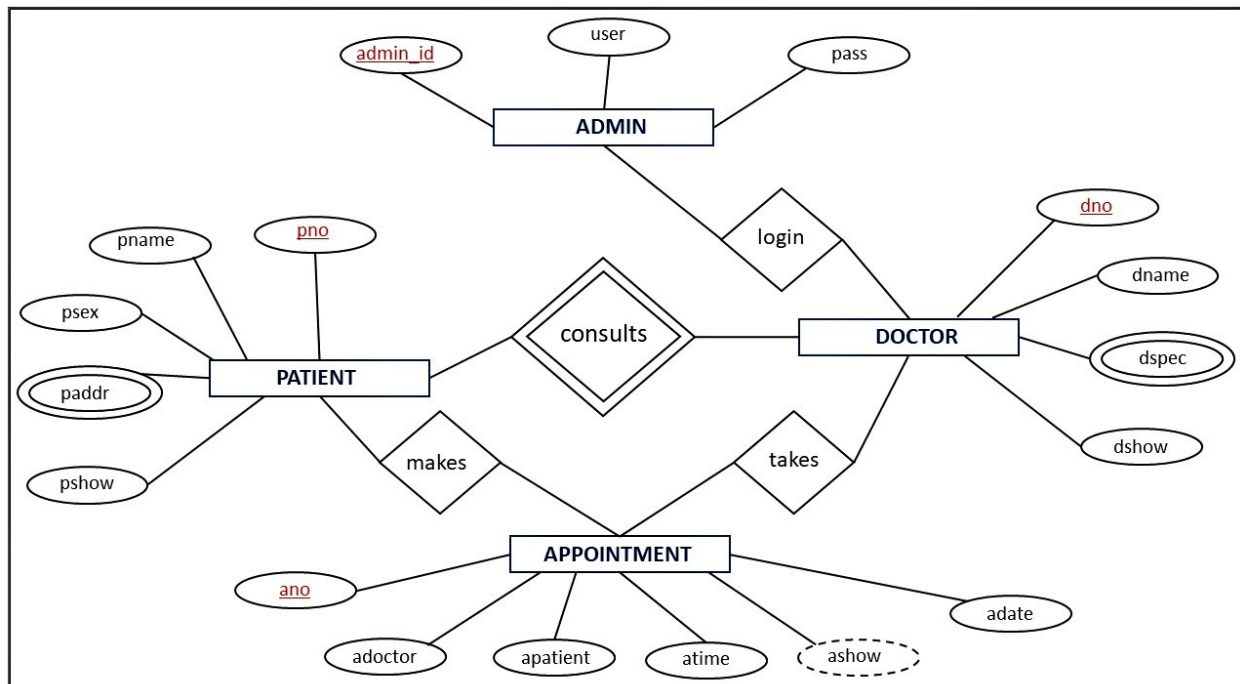 user
admin_id
pass
ADMIN
dno
login
pno
pname
dname
psex
consults
DOCTOR
dspec
PATIENT
paddr
dshow
makes
takes
pshow
APPOINTMENT
ano
adate
adoctor
apatient
atime
ashow